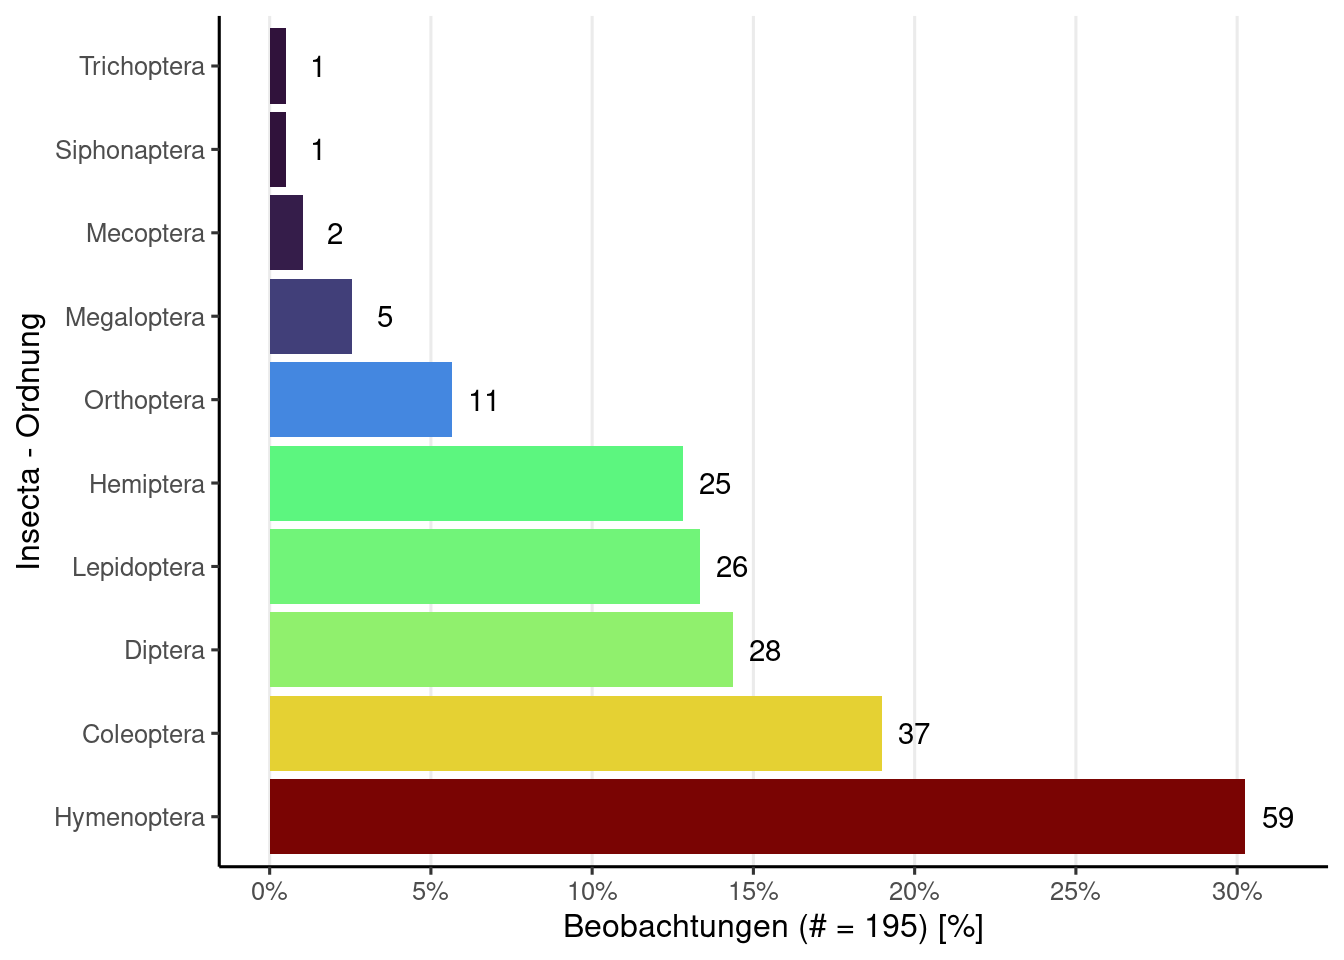 Trichoptera 1
Siphonaptera 1
Mecoptera 2
Megaloptera 5
Orthoptera 11
Hemiptera 25
Lepidoptera 26
Diptera 28
Coleoptera 37
Hymenoptera 59
Insecta - Ordnung
0% 5% 10% 15% 20% 25% 30%
Beobachtungen (# = 195) [%]